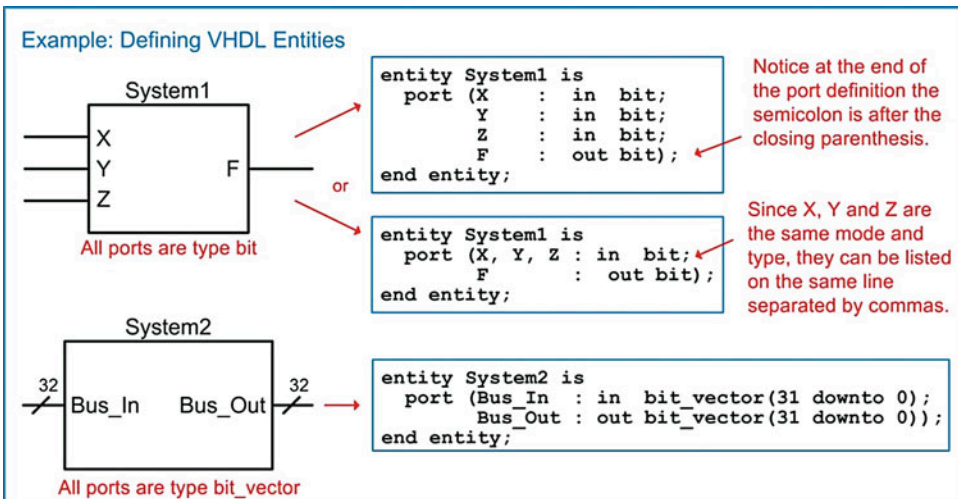 Example: Defining VHDL Entities
System1
X
Y
Z
F
All ports are type bit
or
entity System1 is
port (X : in bit;
Y : in bit;
Z : in bit;
F : out bit);
end entity;
Notice at the end of
the port definition the
semicolon is after the
closing parenthesis.
entity System1 is
port (X, Y, Z : in bit;
F : out bit);
end entity;
Since X, Y and Z are
the same mode and
type, they can be listed
on the same line
separated by commas.
System2
32
Bus_In
Bus_Out
32
All ports are type bit_vector
entity System2 is
port (Bus_In : in bit_vector(31 downto 0);
Bus_Out : out bit_vector(31 downto 0));
end entity;